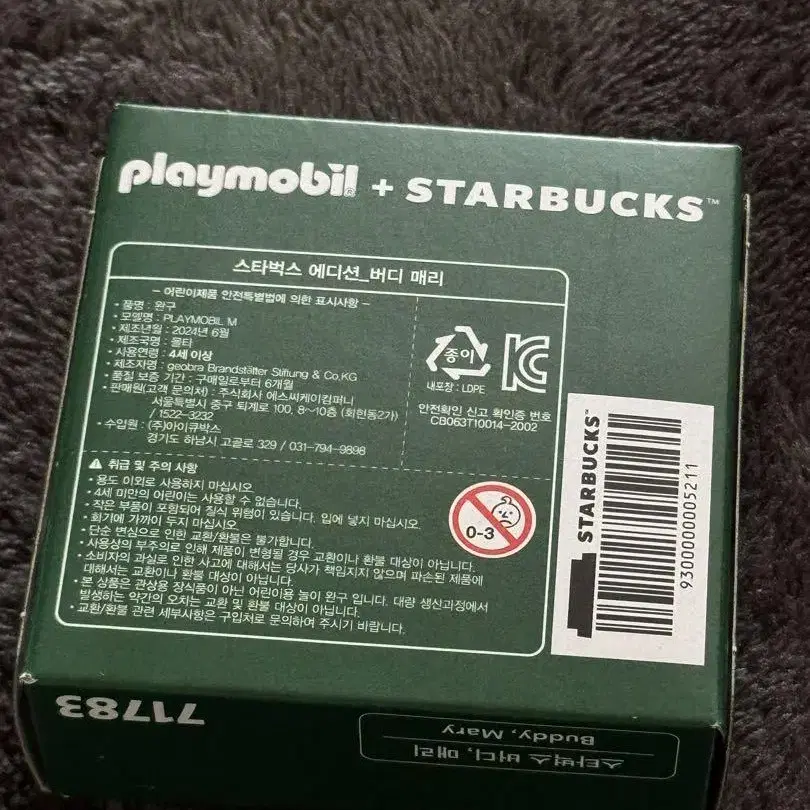 playmobil® + STARBUCKS™
스타벅스 에디션_버디 매리
- 어린이제품 안전특별법에 의한 표시사항 -
• 품명 : 완구
• 모델명 : PLAYMOBIL M
• 제조년월 : 2024년 6월
• 제조국명 : 몰타
• 사용연령 : 4세 이상
• 제조자명 : geobra Brandstätter Stiftung & Co.KG
• 품질 보증 기간 : 구매일로부터 6개월
• 판매원(고객 문의처) : 주식회사 에스씨케이컴퍼니
서울특별시 중구 퇴계로 100, 8~10층 (회현동2가)
/ 1522-3232
• 수입원 : (주)아이큐박스
경기도 하남시 고골로 329 / 031-794-9898
종이
내포장 : LDPE
안전확인 신고 확인증 번호
CB063T10014-2002
⚠ 취급 및 주의 사항
• 용도 이외로 사용하지 마십시오.
• 4세 미만의 어린이는 사용할 수 없습니다.
• 작은 부품이 포함되어 질식 위험이 있습니다. 입에 넣지 마십시오.
• 화기에 가까이 두지 마십시오.
• 단순 변심으로 인한 교환/환불은 불가합니다.
• 사용상의 부주의로 인해 제품이 변형될 경우 교환이나 환불 대상이 아닙니다.
• 소비자의 과실로 인한 사고에 대해서는 당사가 책임지지 않으며 파손된 제품에
대해서는 교환이나 환불 대상이 아닙니다.
• 본 상품은 관상용 장식품이 아닌 어린이용 놀이 완구 입니다. 대량 생산과정에서
발생하는 약간의 오차는 교환 및 환불 대상이 아닙니다.
• 교환/환불 관련 세부사항은 구입처로 문의하여 주시기 바랍니다.
0-3
STARBUCKS™
9300000005211
71783
스타벅스 버디, 매리
Buddy, Mary